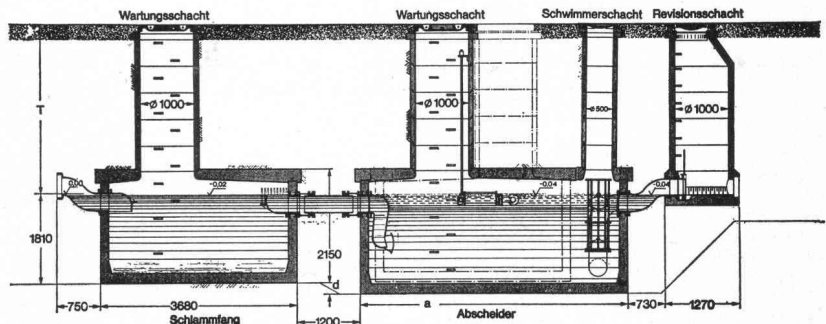 Wartungsschacht
Wartungsschacht
Schwimmerschacht
Revisionsschacht
T
Ø 1000
Ø 1000
Ø 500
Ø 1000
0,00
-0,02
-0,04
-0,04
1810
2150
d
750
3680
1200
a
730
1270
Schlammfang
Abscheider